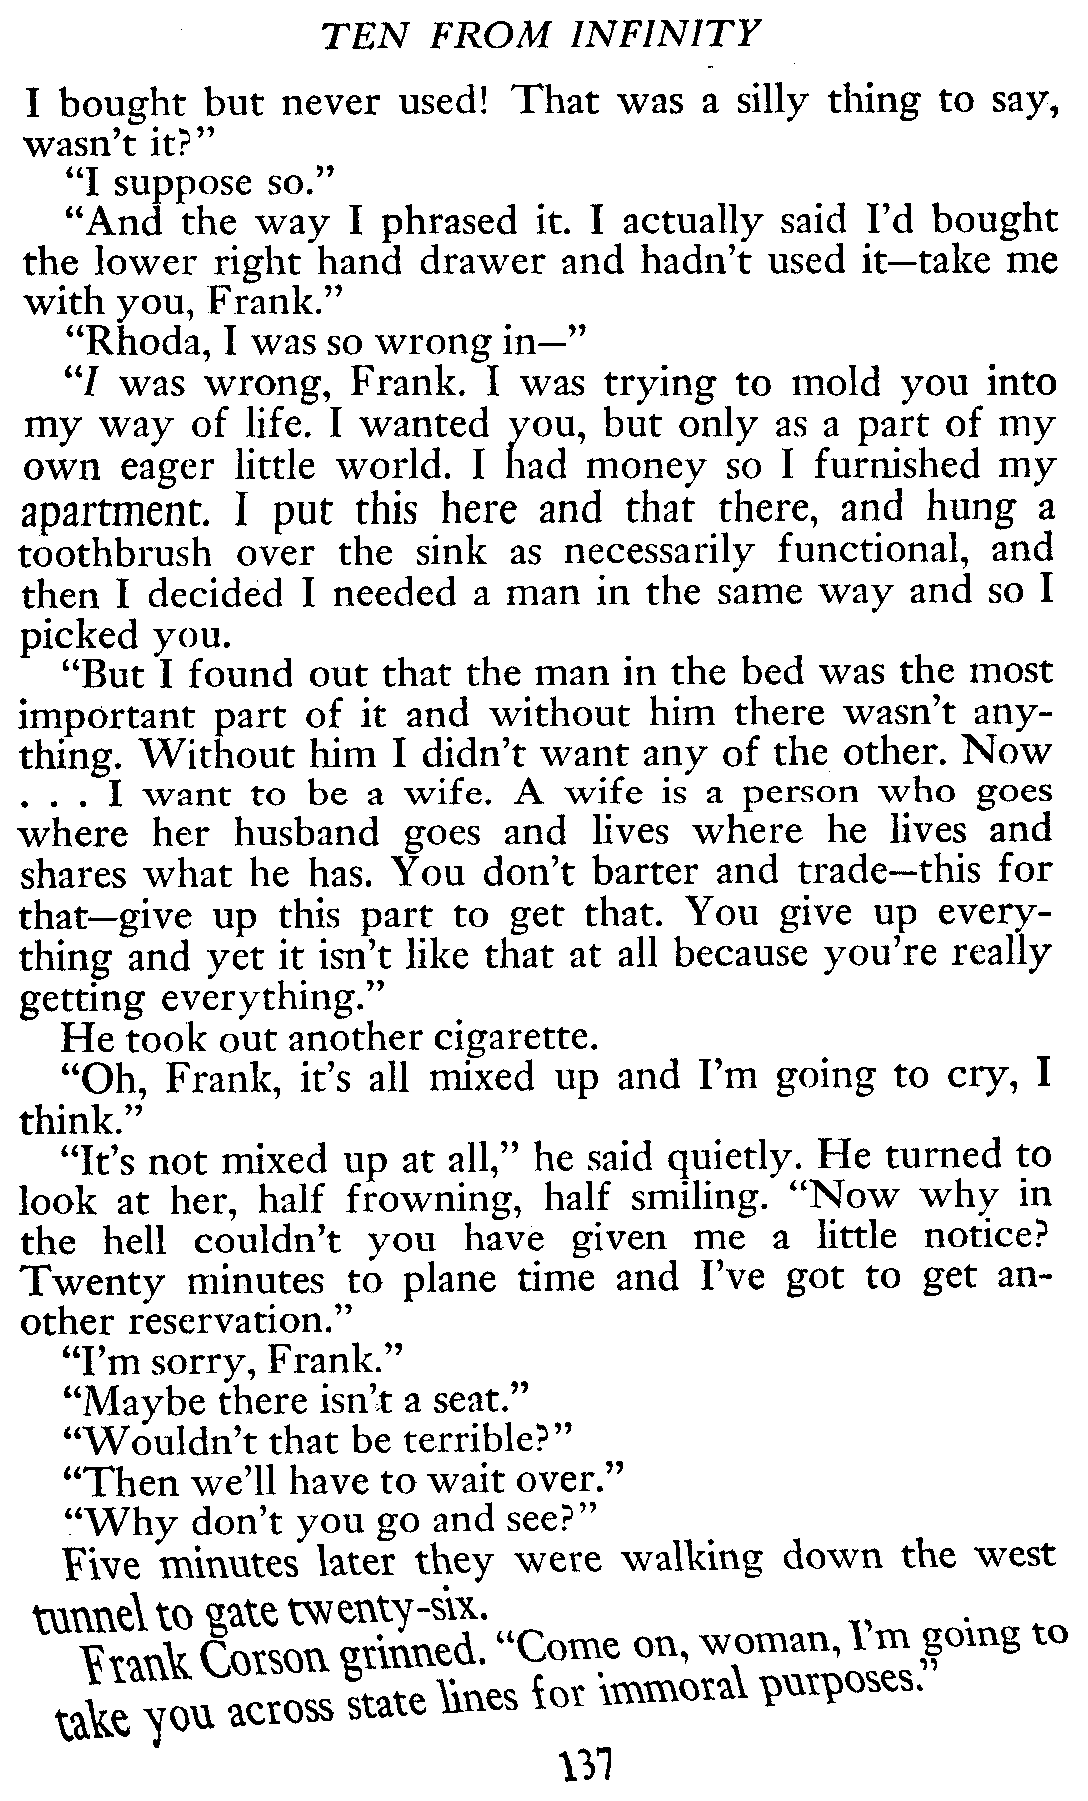 TEN FROM INFINITY
I bought but never used! That was a silly thing to say,
wasn't it?”
“I suppose so.”
“And the way I phrased it. I actually said I'd bought
the lower right hand drawer and hadn't used it—take me
with you, Frank.”
“Rhoda, I was so wrong in—”
“I was wrong, Frank. I was trying to mold you into
my way of life. I wanted you, but only as a part of my
own eager little world. I had money so I furnished my
apartment. I put this here and that there, and hung a
toothbrush over the sink as necessarily functional, and
then I decided I needed a man in the same way and so I
picked you.
“But I found out that the man in the bed was the most
important part of it and without him there wasn't any-
thing. Without him I didn't want any of the other. Now
. . . I want to be a wife. A wife is a person who goes
where her husband goes and lives where he lives and
shares what he has. You don't barter and trade—this for
that—give up this part to get that. You give up every-
thing and yet it isn't like that at all because you're really
getting everything.”
He took out another cigarette.
“Oh, Frank, it's all mixed up and I'm going to cry, I
think.”
“It's not mixed up at all,” he said quietly. He turned to
look at her, half frowning, half smiling. “Now why in
the hell couldn't you have given me a little notice?
Twenty minutes to plane time and I've got to get an-
other reservation.”
“I'm sorry, Frank.”
“Maybe there isn't a seat.”
“Wouldn't that be terrible?”
“Then we'll have to wait over.”
“Why don't you go and see?”
Five minutes later they were walking down the west
tunnel to gate twenty-six.
Frank Corson grinned. “Come on, woman, I'm going to
take you across state lines for immoral purposes.”
137